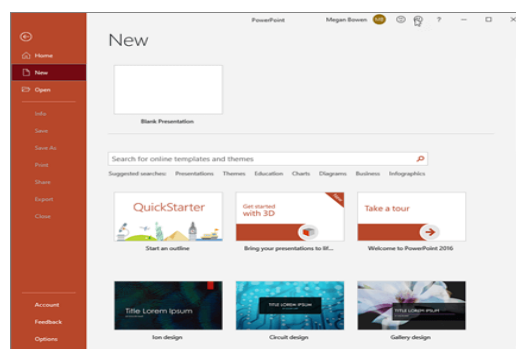 PowerPoint
Megan Bowen
?
New
Home
New
Open
Info
Save
Save As
Print
Share
Export
Close
Account
Feedback
Options
Blank Presentation
Search for online templates and themes
Suggested searches: Presentations Themes Education Charts Diagrams Business Infographics
QuickStarter
Start an outline
Get started
with 3D
New
Bring your presentations to lif...
Take a tour
Welcome to PowerPoint 2016
Title Lorem Ipsum
Ion design
TITLE LOREM IPSUM
Circuit design
TITLE LOREM IPSUM
Gallery design